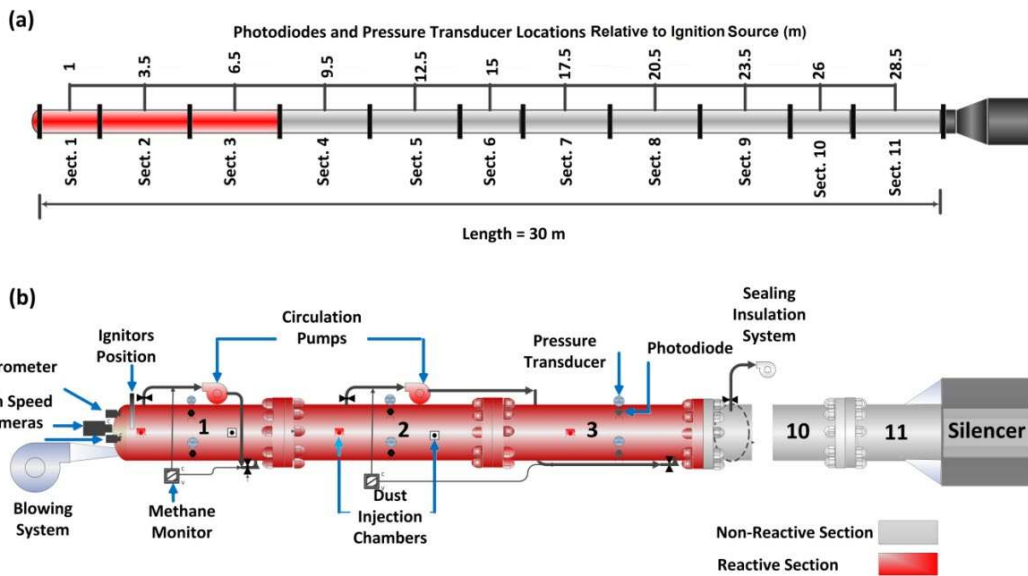 (a)
Photodiodes and Pressure Transducer Locations Relative to Ignition Source (m)
1
3.5
6.5
9.5
12.5
15
17.5
20.5
23.5
26
28.5
Sect. 1
Sect. 2
Sect. 3
Sect. 4
Sect. 5
Sect. 6
Sect. 7
Sect. 8
Sect. 9
Sect. 10
Sect. 11
Length = 30 m
(b)
Ignitors
Position
Circulation
Pumps
Pressure
Transducer
Photodiode
Sealing
Insulation
System
rometer
Speed
meras
1
2
3
10
11
Silencer
Blowing
System
Methane
Monitor
Dust
Injection
Chambers
Non-Reactive Section
Reactive Section